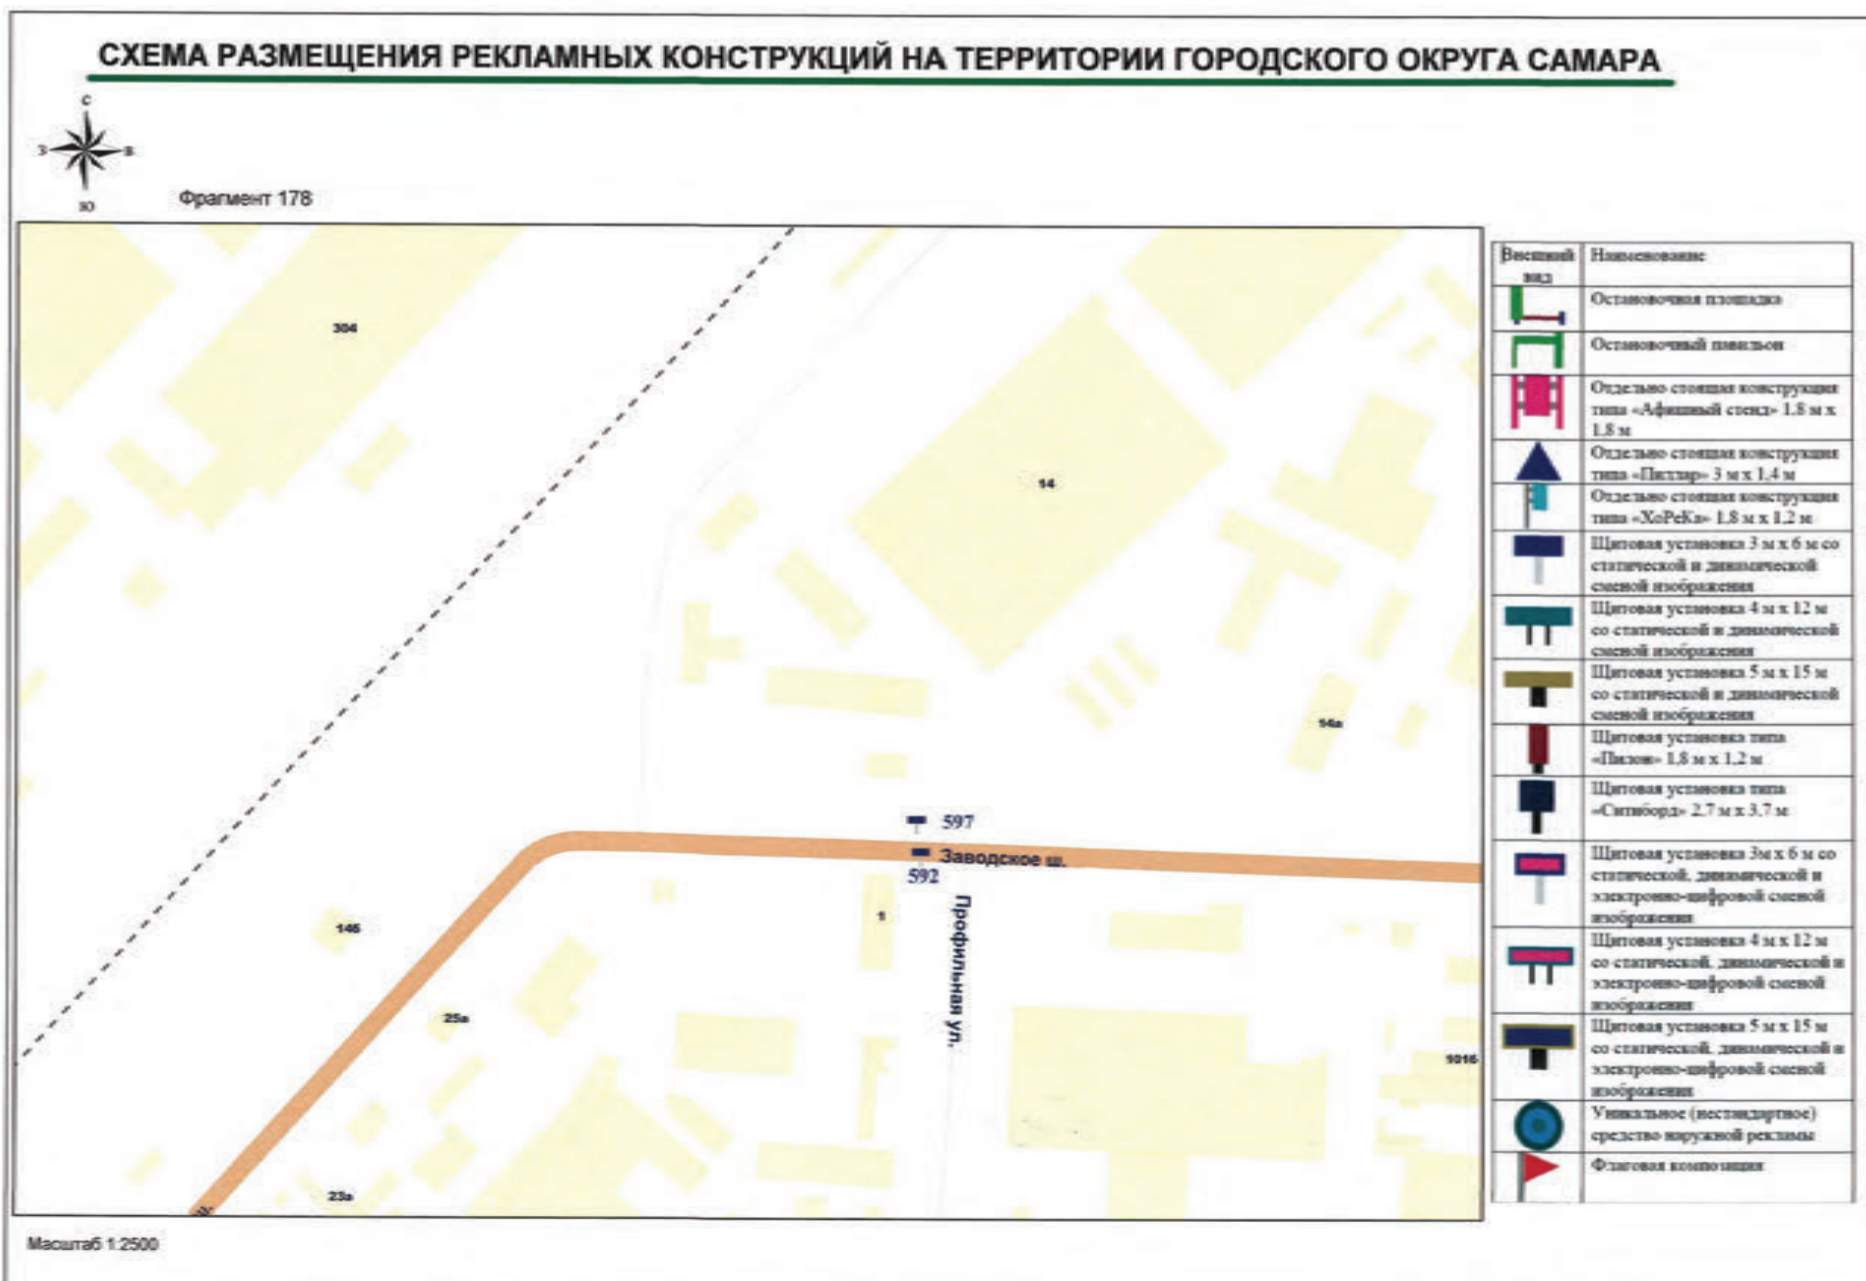 СХЕМА РАЗМЕЩЕНИЯ РЕКЛАМНЫХ КОНСТРУКЦИЙ НА ТЕРРИТОРИИ ГОРОДСКОГО ОКРУГА САМАРА
С
З
В
Ю
Фрагмент 178
304
14
14а
597
Заводское ш.
592
1
Профильная ул.
146
25а
1016
23а
ш.
Масштаб 1:2500
Внешний
вид
Наименование
Остановочная площадка
Остановочный павильон
Отдельно стоящая конструкция
типа «Афишный стенд» 1,8 м х
1,8 м
Отдельно стоящая конструкция
типа «Пиллар» 3 м х 1,4 м
Отдельно стоящая конструкция
типа «ХоРеКа» 1,8 м х 1,2 м
Щитовая установка 3 м х 6 м со
статической и динамической
сменой изображения
Щитовая установка 4 м х 12 м
со статической и динамической
сменой изображения
Щитовая установка 5 м х 15 м
со статической и динамической
сменой изображения
Щитовая установка типа
«Пилон» 1,8 м х 1,2 м
Щитовая установка типа
«Ситиборд» 2,7 м х 3,7 м
Щитовая установка 3м х 6 м со
статической, динамической и
электронно-цифровой сменой
изображения
Щитовая установка 4 м х 12 м
со статической, динамической и
электронно-цифровой сменой
изображения
Щитовая установка 5 м х 15 м
со статической, динамической и
электронно-цифровой сменой
изображения
Уникальное (нестандартное)
средство наружной рекламы
Флаговая композиция